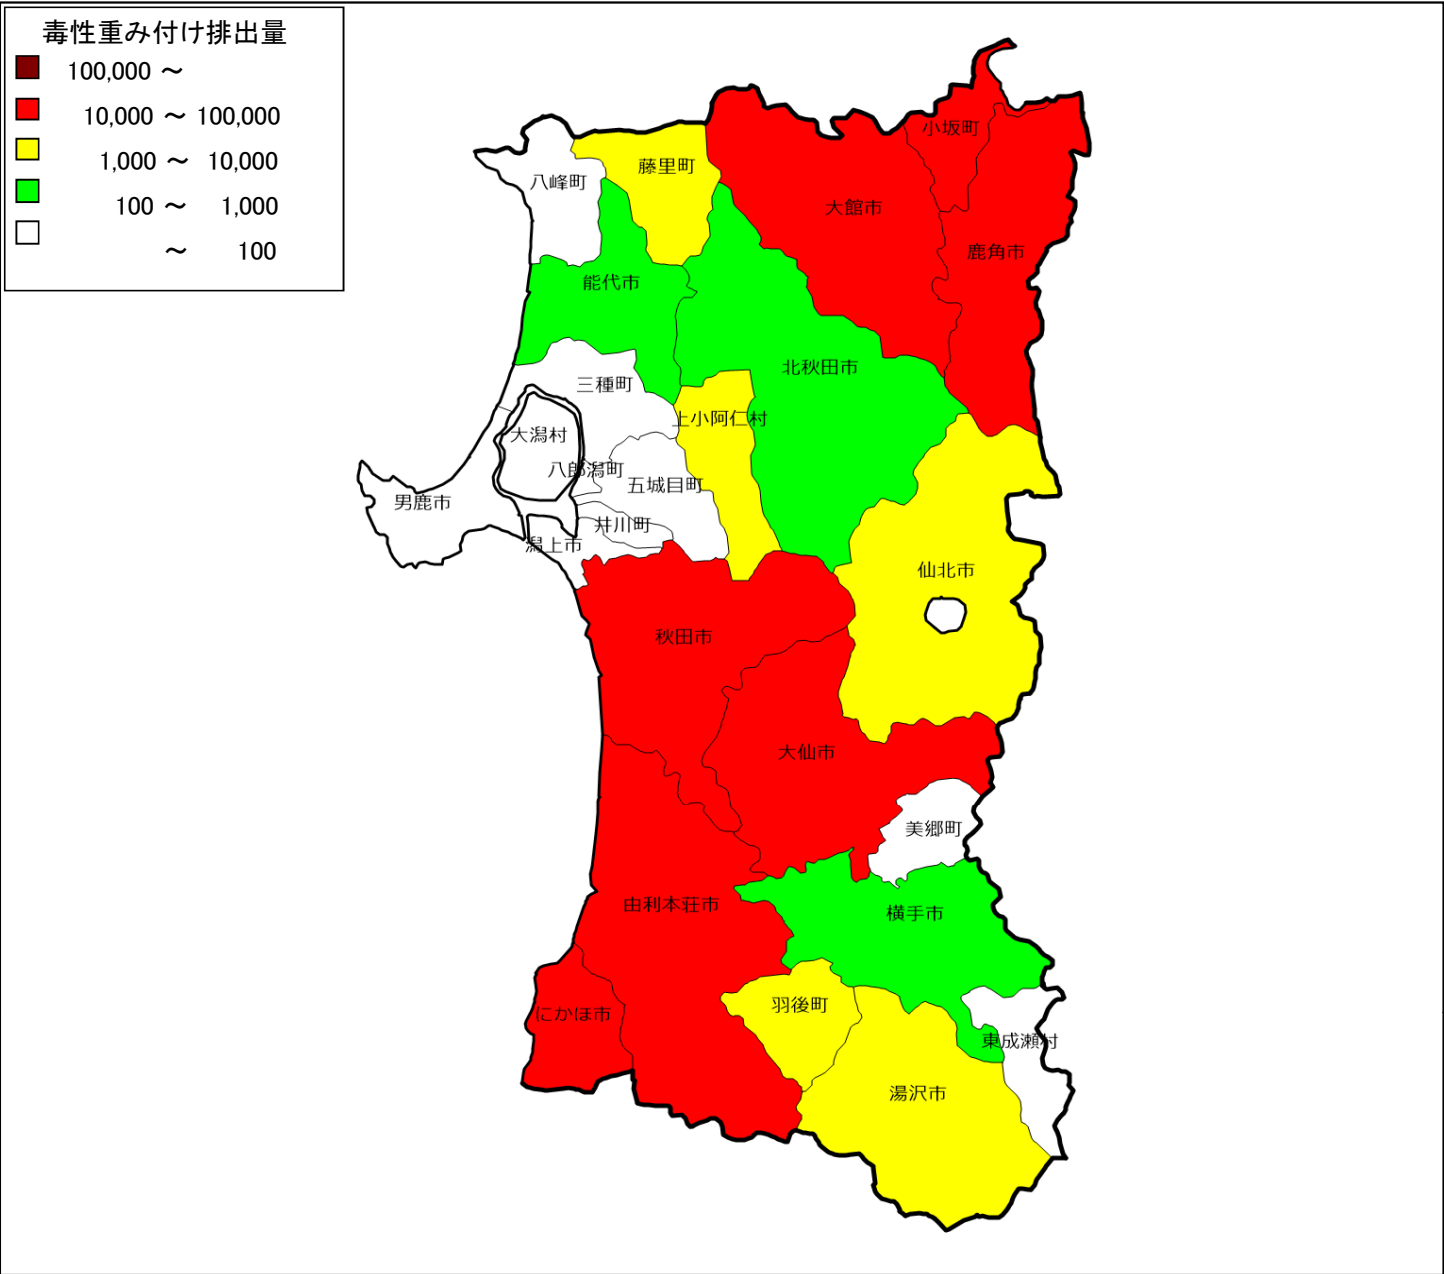 毒性重み付け排出量
100,000 ～
10,000 ～ 100,000
1,000 ～ 10,000
100 ～ 1,000
～ 100
小坂町
藤里町
八峰町
大館市
鹿角市
能代市
北秋田市
三種町
上小阿仁村
大潟村
八郎潟町
五城目町
男鹿市
井川町
潟上市
仙北市
秋田市
大仙市
美郷町
由利本荘市
横手市
羽後町
にかほ市
東成瀬村
湯沢市